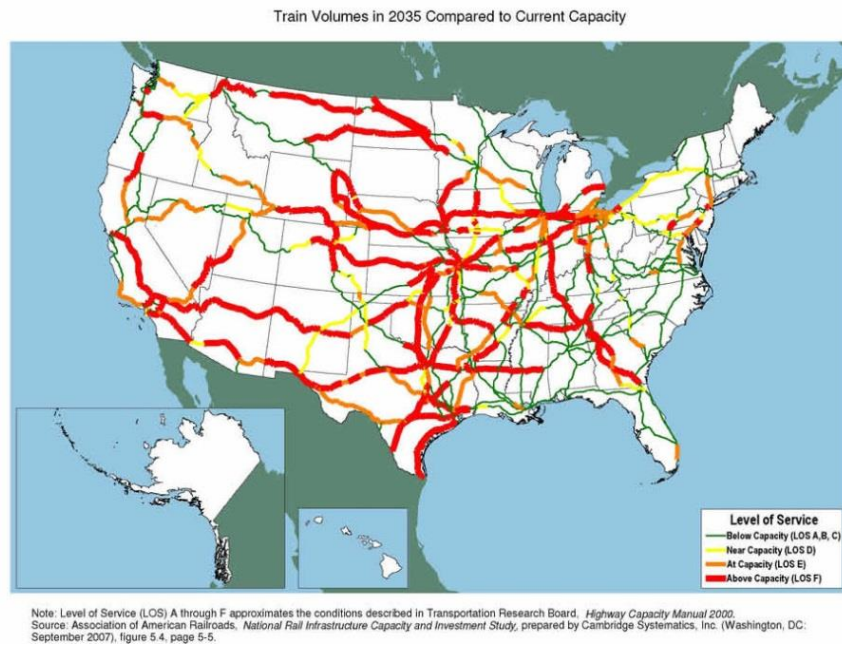 Train Volumes in 2035 Compared to Current Capacity
Level of Service
Below Capacity (LOS A,B, C)
Near Capacity (LOS D)
At Capacity (LOS E)
Above Capacity (LOS F)
Note: Level of Service (LOS) A through F approximates the conditions described in Transportation Research Board, Highway Capacity Manual 2000.
Source: Association of American Railroads, National Rail Infrastructure Capacity and Investment Study, prepared by Cambridge Systematics, Inc. (Washington, DC:
September 2007), figure 5.4, page 5-5.